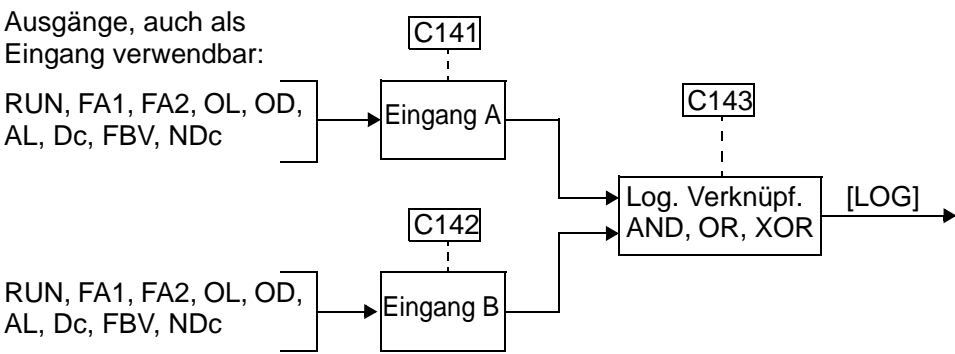 Ausgänge, auch als
Eingang verwendbar:
C141
RUN, FA1, FA2, OL, OD,
AL, Dc, FBV, NDc
Eingang A
C143
Log. Verknüpf.
AND, OR, XOR
[LOG]
C142
RUN, FA1, FA2, OL, OD,
AL, Dc, FBV, NDc
Eingang B